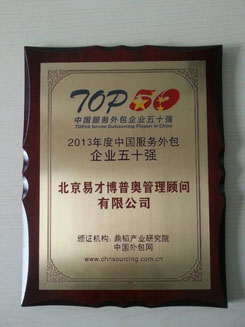 TOP50
中国服务外包企业五十强
TOP50 Service Outsourcing Players in China
2013年度中国服务外包
企业五十强
北京易才博普奥管理顾问
有限公司
颁证机构:鼎韬产业研究院
中国外包网
www.chnsourcing.com.cn